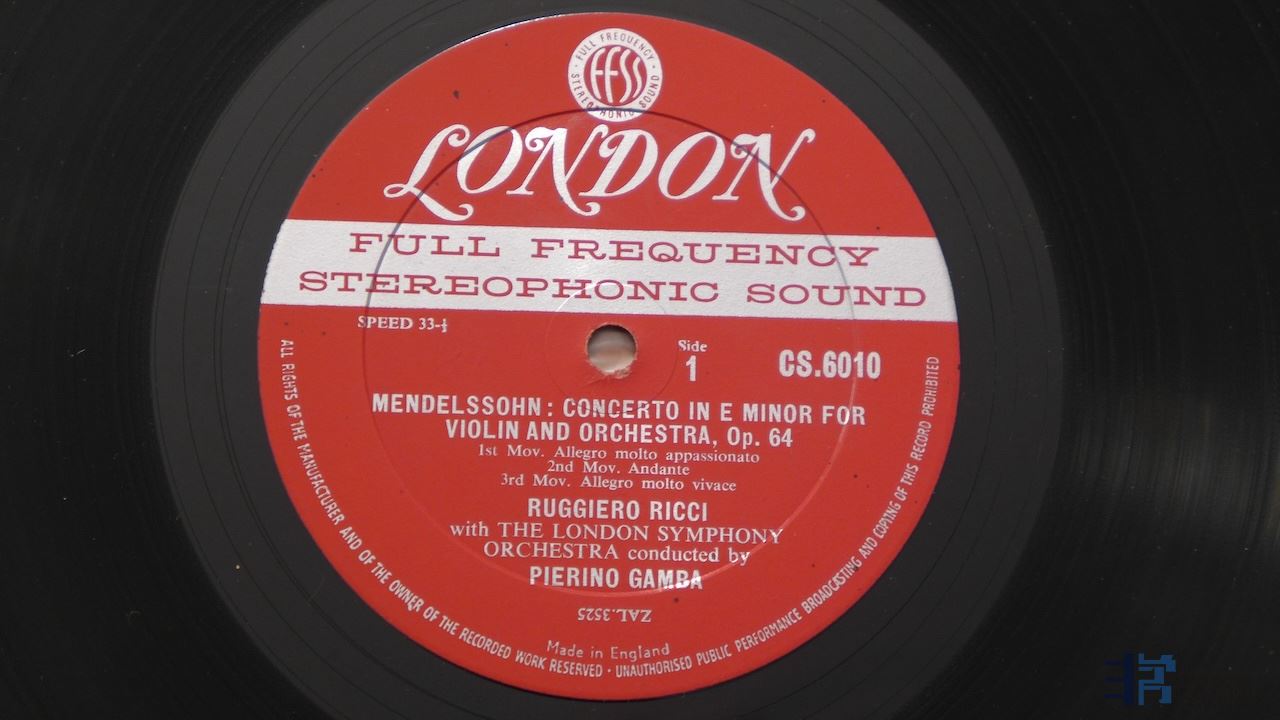 FULL FREQUENCY
FFSS
STEREOPHONIC SOUND
LONDON
FULL FREQUENCY
STEREOPHONIC SOUND
SPEED 33-⅓
Side
1
CS.6010
MENDELSSOHN: CONCERTO IN E MINOR FOR
VIOLIN AND ORCHESTRA, Op. 64
1st Mov. Allegro molto appassionato
2nd Mov. Andante
3rd Mov. Allegro molto vivace
RUGGIERO RICCI
with THE LONDON SYMPHONY
ORCHESTRA conducted by
PIERINO GAMBA
ZAL.3525
Made in England
ALL RIGHTS OF THE MANUFACTURER AND OF THE OWNER OF THE RECORDED WORK RESERVED · UNAUTHORISED PUBLIC PERFORMANCE BROADCASTING AND COPYING OF THIS RECORD PROHIBITED